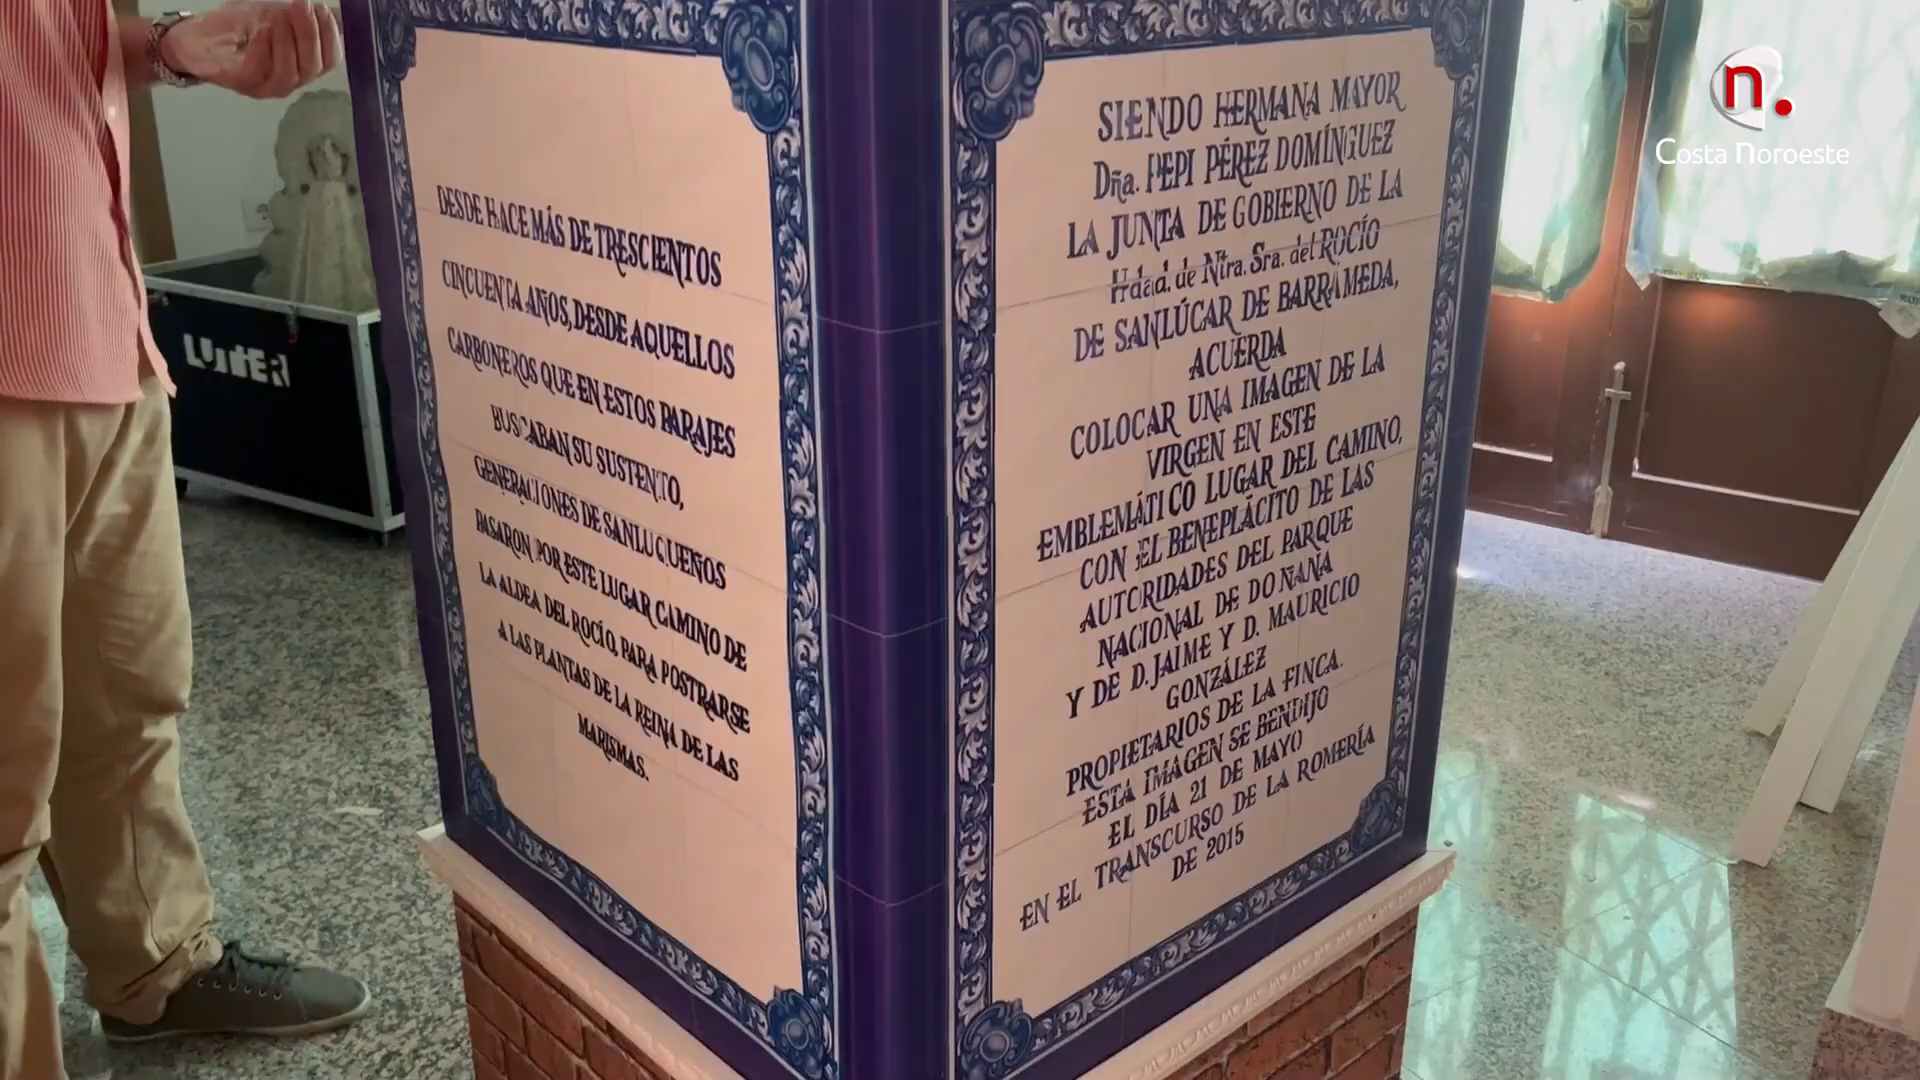 DESDE HACE MÁS DE TRESCIENTOS
CINCUENTA AÑOS, DESDE AQUELLOS
CARBONEROS QUE EN ESTOS PARAJES
BUSCABAN SU SUSTENTO,
GENERACIONES DE SANLUQUEÑOS
PASARON POR ESTE LUGAR CAMINO DE
LA ALDEA DEL ROCÍO, PARA POSTRARSE
A LAS PLANTAS DE LA REINA DE LAS
MARISMAS.
SIENDO HERMANA MAYOR
Dña. PEPI PÉREZ DOMÍNGUEZ
LA JUNTA DE GOBIERNO DE LA
Hdad. de Ntra. Sra. del ROCÍO
DE SANLÚCAR DE BARRAMEDA,
ACUERDA
COLOCAR UNA IMAGEN DE LA
VIRGEN EN ESTE
EMBLEMÁTICO LUGAR DEL CAMINO,
CON EL BENEPLÁCITO DE LAS
AUTORIDADES DEL PARQUE
NACIONAL DE DOÑANA
Y DE D. JAIME Y D. MAURICIO
GONZÁLEZ
PROPIETARIOS DE LA FINCA.
ESTA IMAGEN SE BENDIJO
EL DÍA 21 DE MAYO
EN EL TRANSCURSO DE LA ROMERÍA
DE 2015
n.
Costa Noroeste